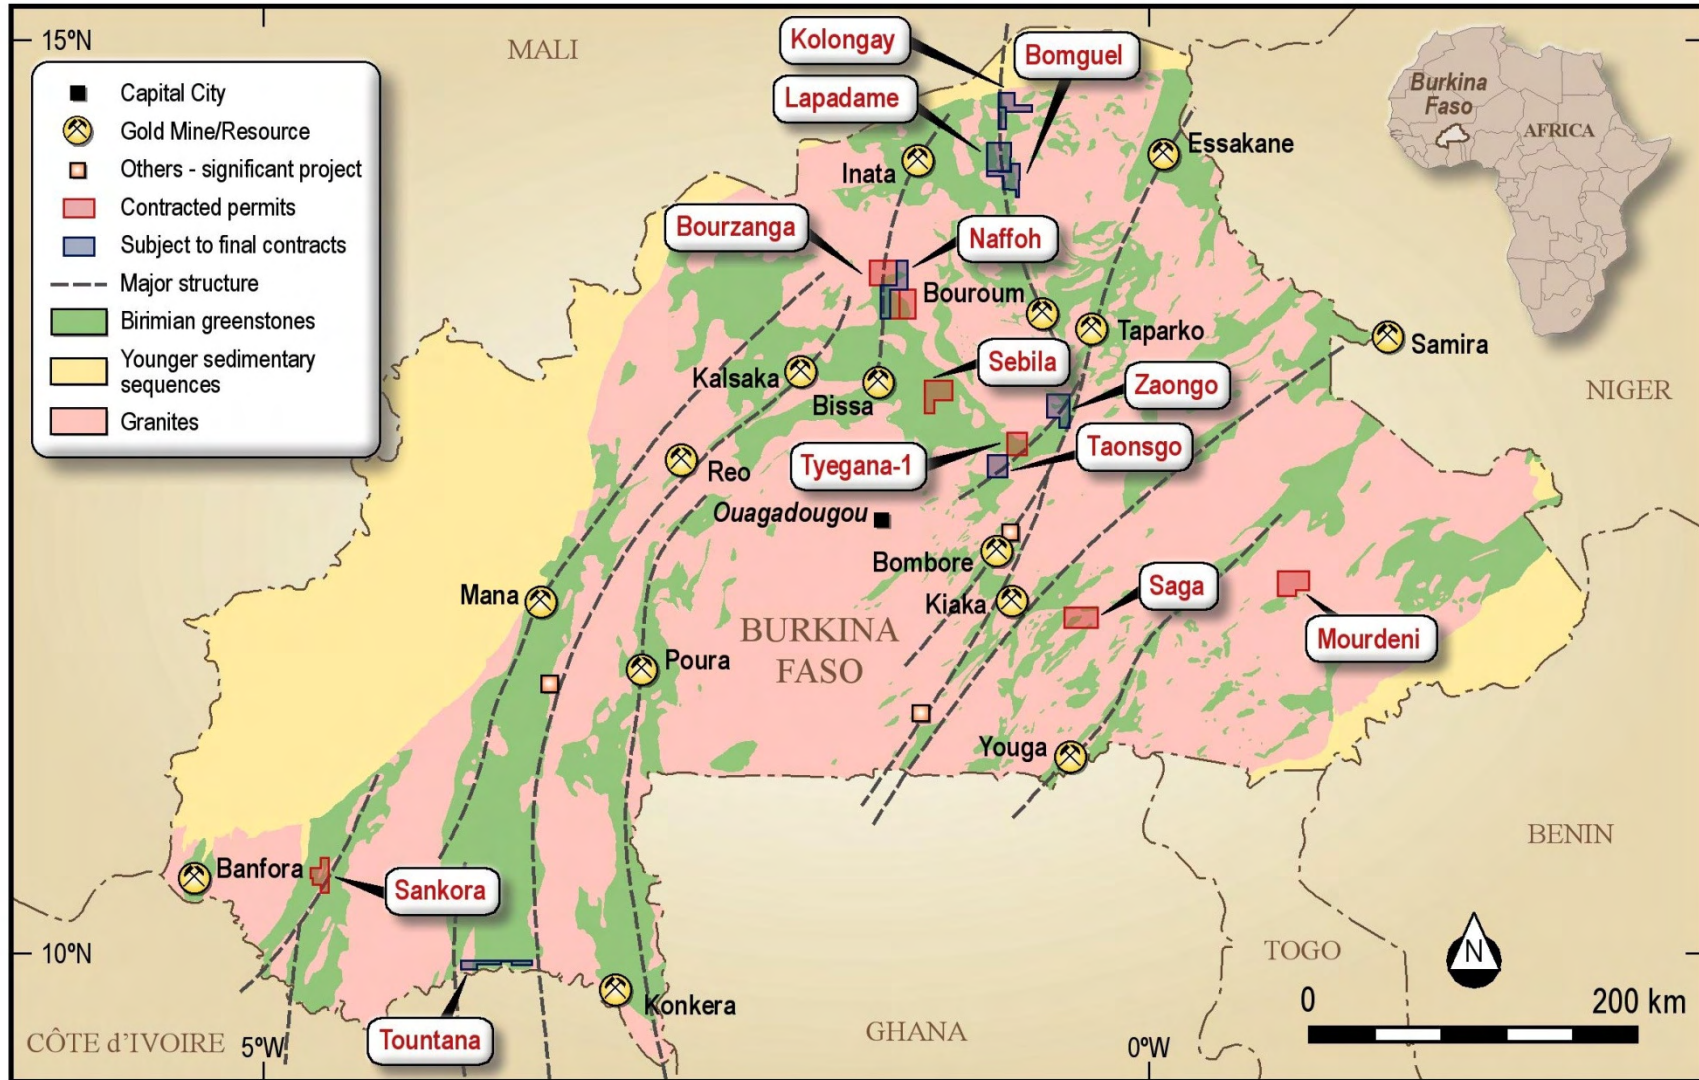 15ºN
MALI
Kolongay
Bomguel
Lapadame
Burkina
Faso
AFRICA
Capital City
Gold Mine/Resource
Others - significant project
Contracted permits
Subject to final contracts
Major structure
Birimian greenstones
Younger sedimentary
sequences
Granites
Inata
Essakane
Bourzanga
Naffoh
Bouroum
Taparko
Samira
Sebila
Kalsaka
Bissa
Zaongo
NIGER
Tyegana-1
Taonsgo
Reo
Ouagadougou
Bombore
Mana
Kiaka
Saga
Mourdeni
BURKINA
FASO
Poura
Youga
BENIN
Banfora
Sankora
10ºN
TOGO
N
Konkera
0
200 km
Tountana
GHANA
CÔTE d'IVOIRE
5ºW
0ºW